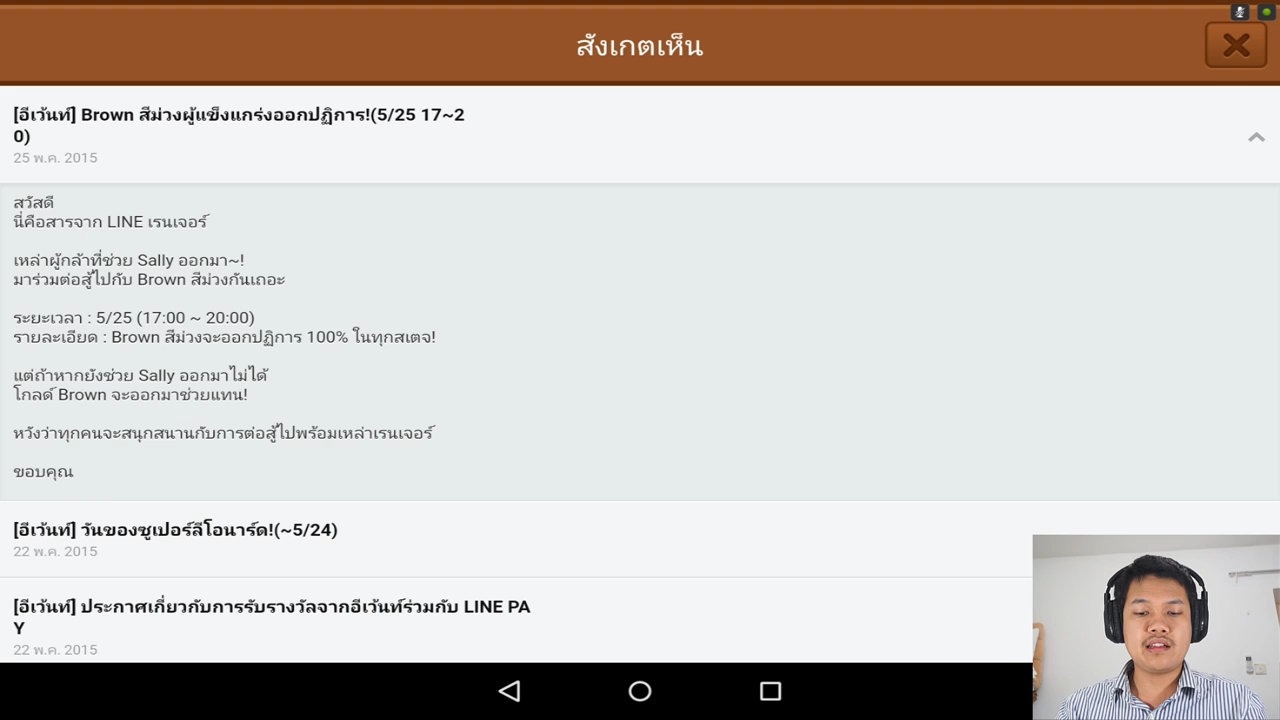 สังเกตเห็น
[อีเว้นท์] Brown สีม่วงผู้แข็งแกร่งออกปฏิการ!(5/25 17~2
0)
25 พ.ค. 2015
สวัสดี
นี่คือสารจาก LINE เรนเจอร์
เหล่าผู้กล้าที่ช่วย Sally ออกมา~!
มาร่วมต่อสู้ไปกับ Brown สีม่วงกันเถอะ
ระยะเวลา : 5/25 (17:00 ~ 20:00)
รายละเอียด : Brown สีม่วงจะออกปฏิการ 100% ในทุกสเตจ!
แต่ถ้าหากยังช่วย Sally ออกมาไม่ได้
โกลด์ Brown จะออกมาช่วยแทน!
หวังว่าทุกคนจะสนุกสนานกับการต่อสู้ไปพร้อมเหล่าเรนเจอร์
ขอบคุณ
[อีเว้นท์] วันของซูเปอร์ลีโอนาร์ด!(~5/24)
22 พ.ค. 2015
[อีเว้นท์] ประกาศเกี่ยวกับการรับรางวัลจากอีเว้นท์ร่วมกับ LINE PA
Y
22 พ.ค. 2015